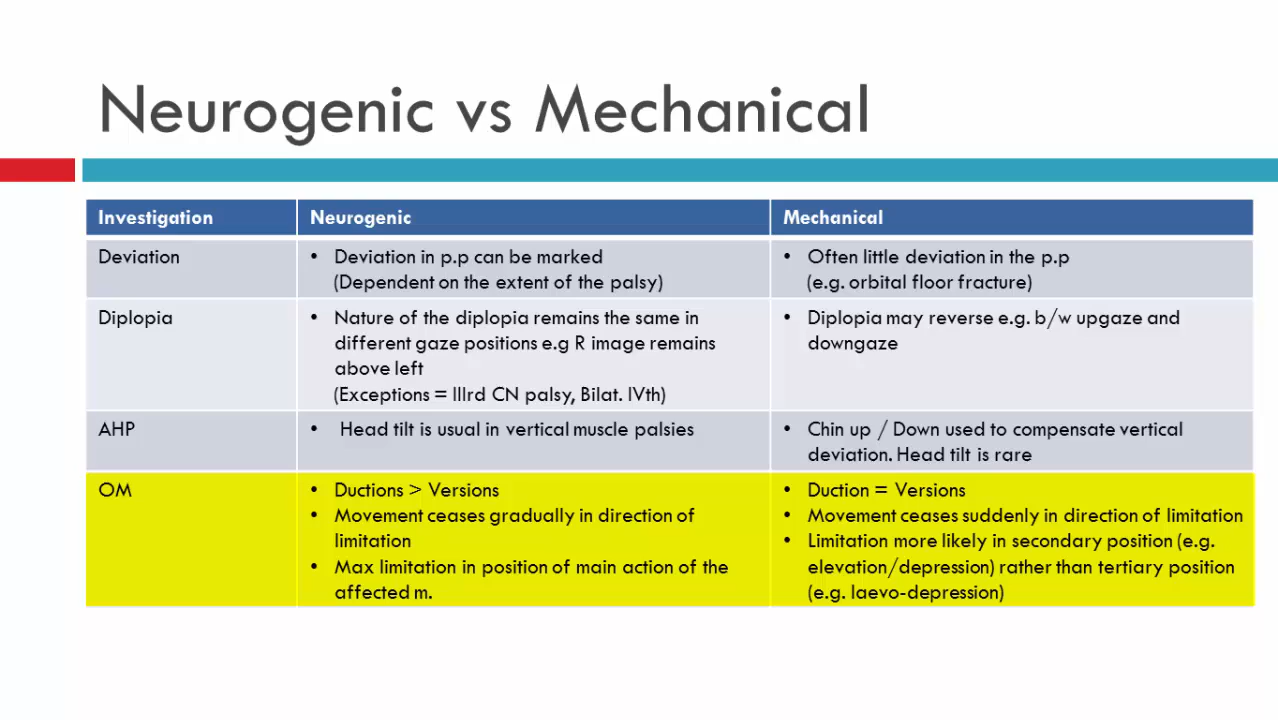 Neurogenic vs Mechanical
Investigation
Neurogenic
Mechanical
Deviation
• Deviation in p.p can be marked
(Dependent on the extent of the palsy)
• Often little deviation in the p.p
(e.g. orbital floor fracture)
Diplopia
• Nature of the diplopia remains the same in
different gaze positions e.g R image remains
above left
(Exceptions = IIIrd CN palsy, Bilat. IVth)
• Diplopia may reverse e.g. b/w upgaze and
downgaze
AHP
• Head tilt is usual in vertical muscle palsies
• Chin up / Down used to compensate vertical
deviation. Head tilt is rare
OM
• Ductions > Versions
• Movement ceases gradually in direction of
limitation
• Max limitation in position of main action of the
affected m.
• Duction = Versions
• Movement ceases suddenly in direction of limitation
• Limitation more likely in secondary position (e.g.
elevation/depression) rather than tertiary position
(e.g. laevo-depression)